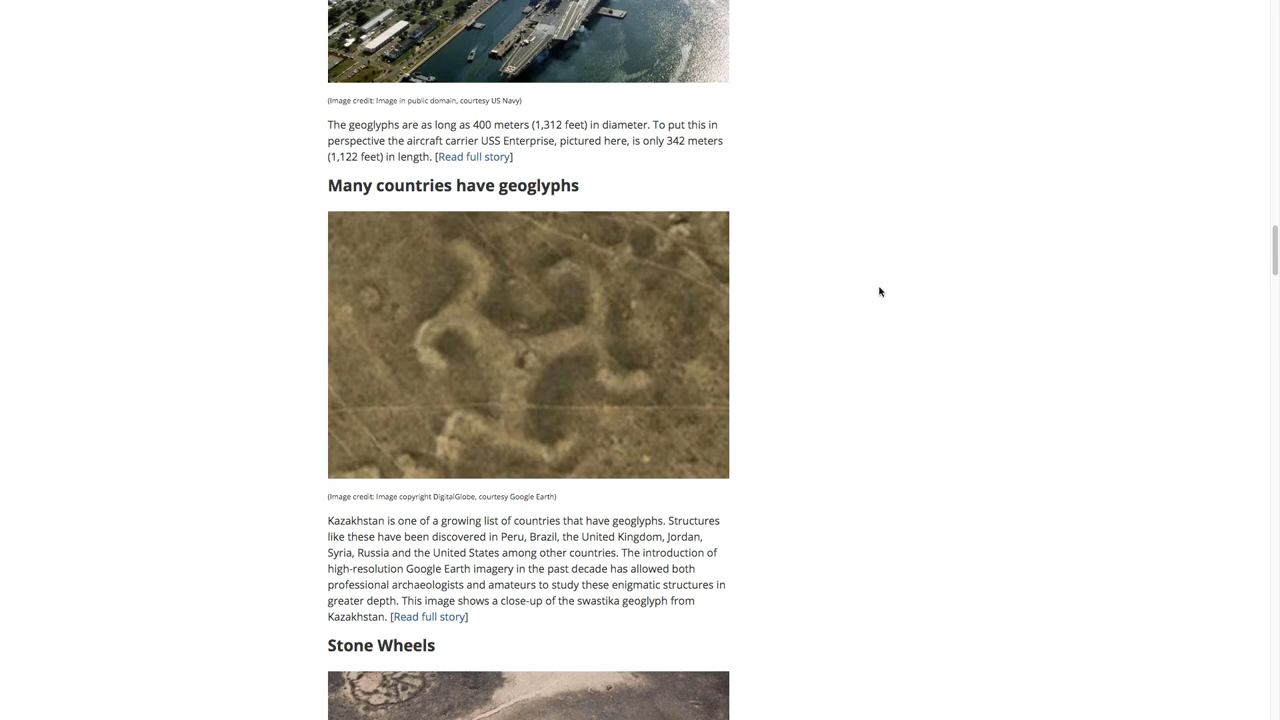 (Image credit: Image in public domain, courtesy US Navy)
The geoglyphs are as long as 400 meters (1,312 feet) in diameter. To put this in
perspective the aircraft carrier USS Enterprise, pictured here, is only 342 meters
(1,122 feet) in length. [Read full story]
Many countries have geoglyphs
(Image credit: Image copyright DigitalGlobe, courtesy Google Earth)
Kazakhstan is one of a growing list of countries that have geoglyphs. Structures
like these have been discovered in Peru, Brazil, the United Kingdom, Jordan,
Syria, Russia and the United States among other countries. The introduction of
high-resolution Google Earth imagery in the past decade has allowed both
professional archaeologists and amateurs to study these enigmatic structures in
greater depth. This image shows a close-up of the swastika geoglyph from
Kazakhstan. [Read full story]
Stone Wheels